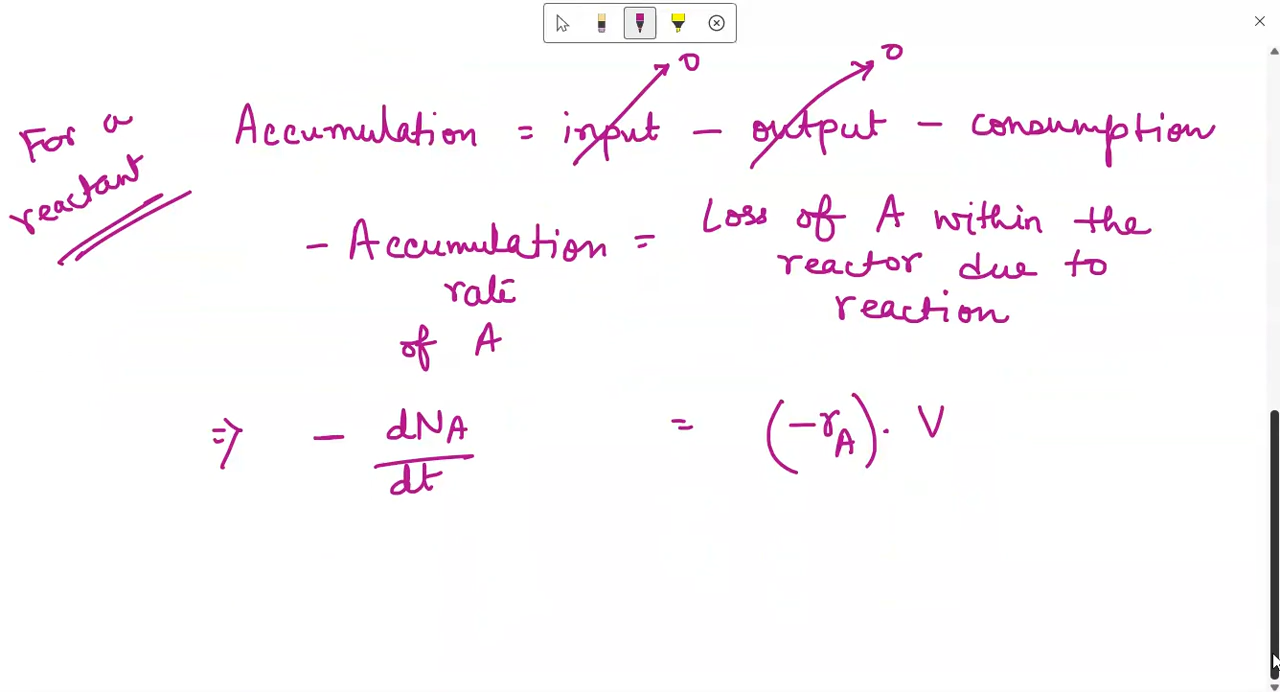 For a
reactant
Accumulation = input → 0 - output → 0 - consumption
- Accumulation rate of A = Loss of A within the reactor due to reaction
⇒ - dNA/dt = (-rA). V